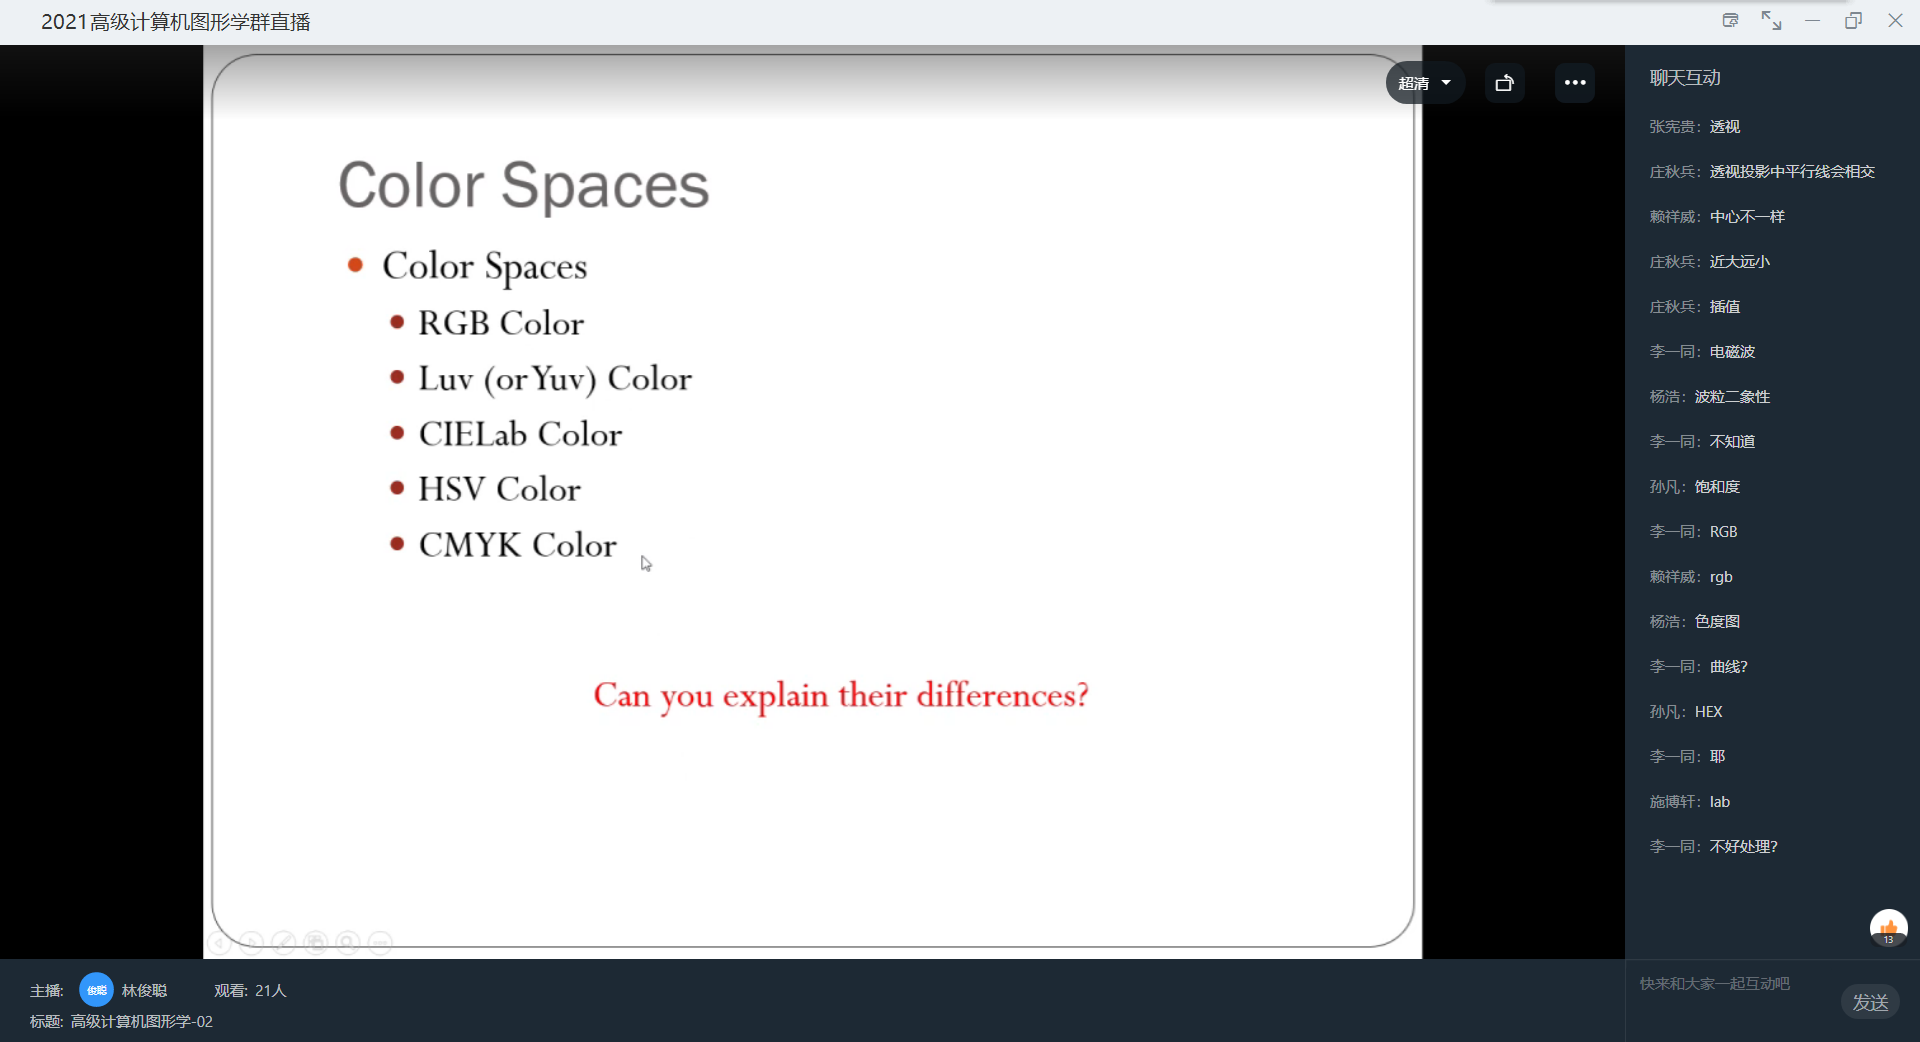 2021高级计算机图形学群直播
超清
Color Spaces
Color Spaces
RGB Color
Luv (or Yuv) Color
CIELab Color
HSV Color
CMYK Color
Can you explain their differences?
聊天互动
张宪贵：透视
庄秋兵：透视投影中平行线会相交
赖祥威：中心不一样
庄秋兵：近大远小
庄秋兵：插值
李一同：电磁波
杨浩：波粒二象性
李一同：不知道
孙凡：饱和度
李一同：RGB
赖祥威：rgb
杨浩：色度图
李一同：曲线?
孙凡：HEX
李一同：耶
施博轩：lab
李一同：不好处理?
13
快来和大家一起互动吧
发送
主播: 俊聪 林俊聪 观看: 21人
标题: 高级计算机图形学-02